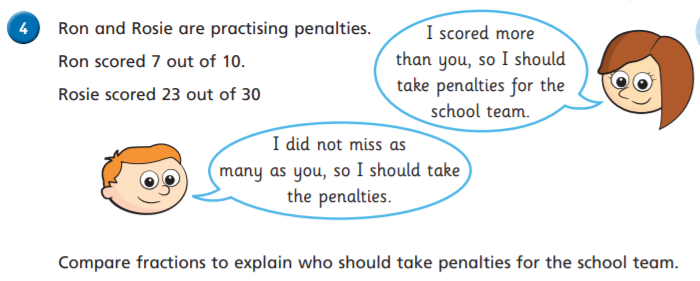 4
Ron and Rosie are practising penalties.
Ron scored 7 out of 10.
Rosie scored 23 out of 30
I scored more
than you, so I should
take penalties for the
school team.
I did not miss as
many as you, so I should take
the penalties.
Compare fractions to explain who should take penalties for the school team.